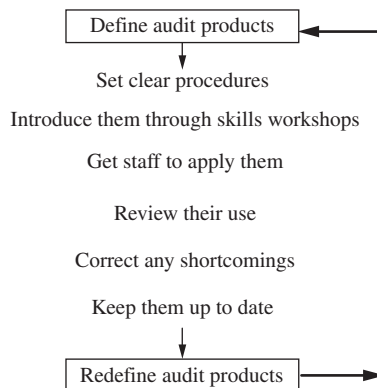 Define audit products
Set clear procedures
Introduce them through skills workshops
Get staff to apply them
Review their use
Correct any shortcomings
Keep them up to date
Redefine audit products